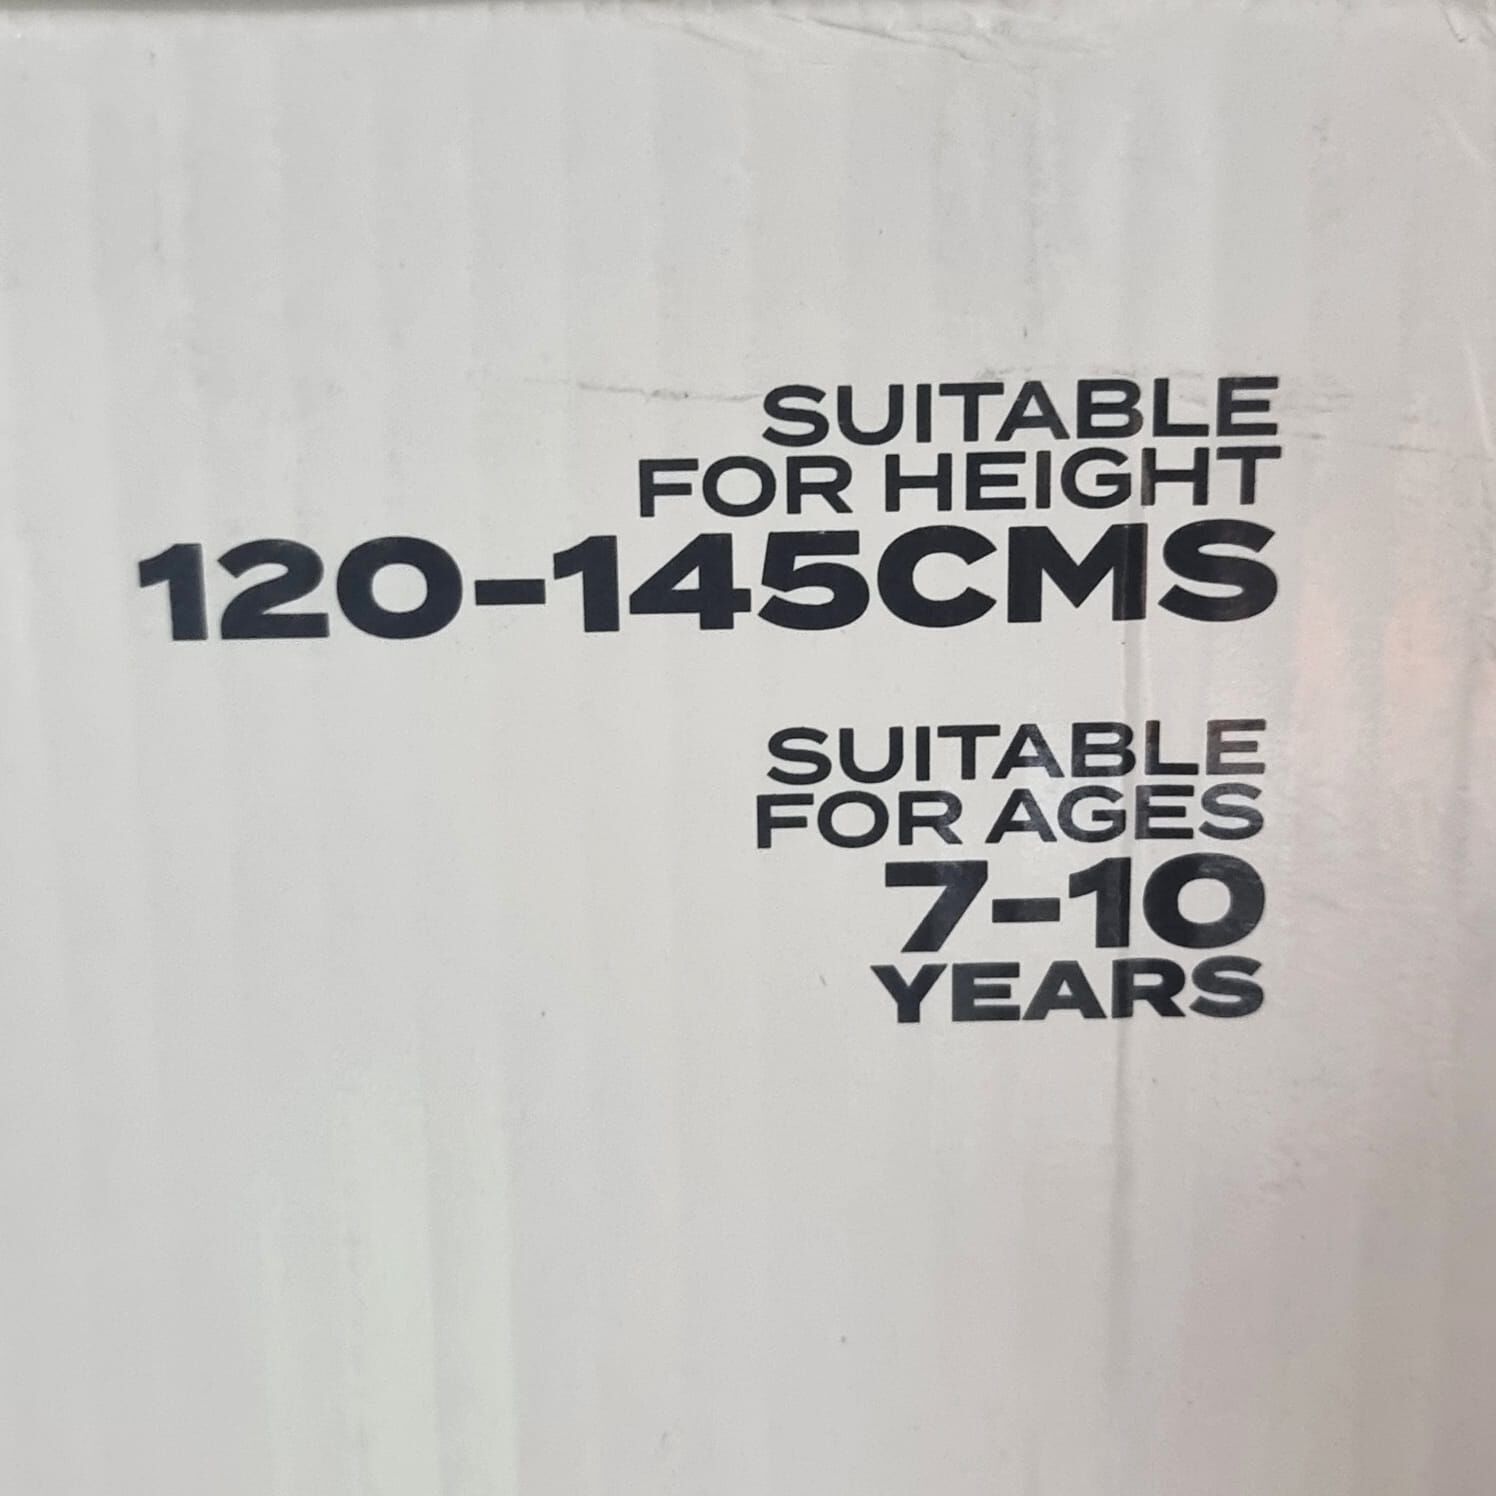 SUITABLE
FOR HEIGHT
120-145CMS
SUITABLE
FOR AGES
7-10
YEARS